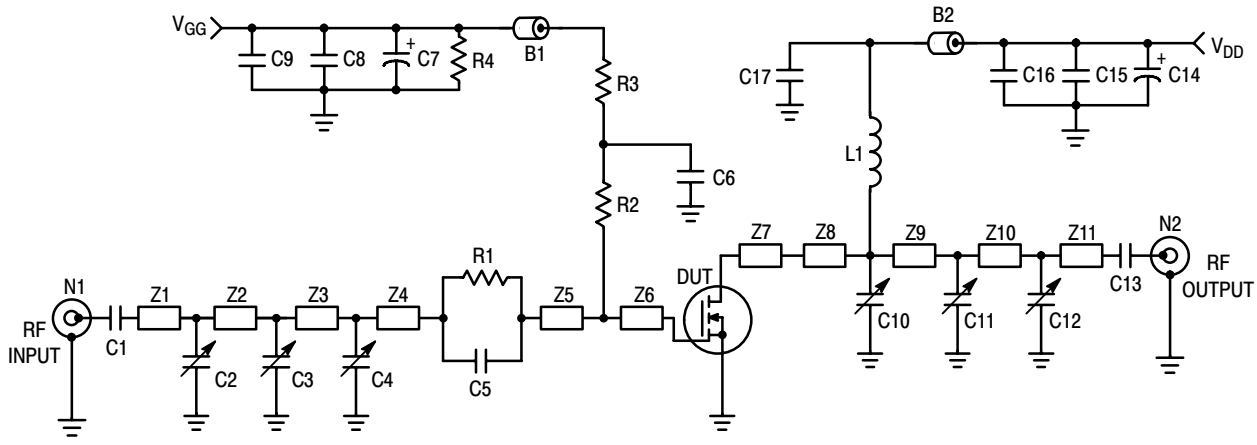 V_GG
C9
C8
+
C7
R4
B1
R3
C6
R2
C17
B2
C16
C15
+
C14
V_DD
L1
N1
RF
INPUT
C1
Z1
C2
Z2
C3
Z3
C4
Z4
R1
C5
Z5
Z6
DUT
Z7
Z8
C10
Z9
C11
Z10
C12
Z11
C13
N2
RF
OUTPUT